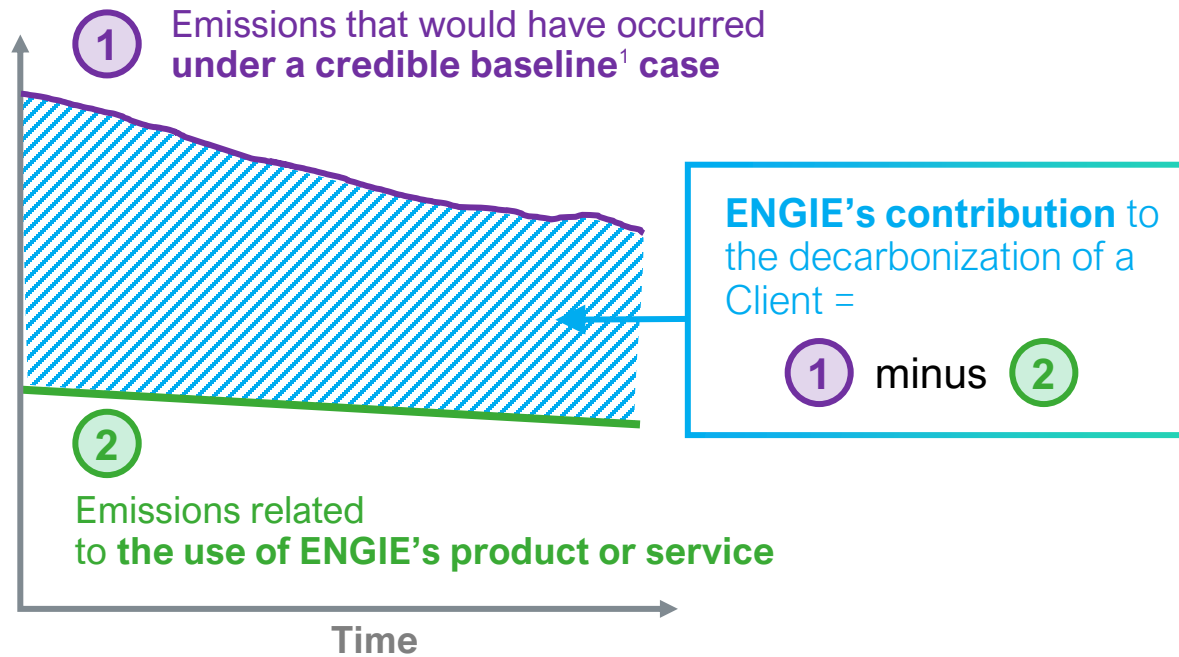 1
Emissions that would have occurred
under a credible baseline¹ case
ENGIE’s contribution to
the decarbonization of a
Client =
1 minus 2
2
Emissions related
to the use of ENGIE’s product or service
Time